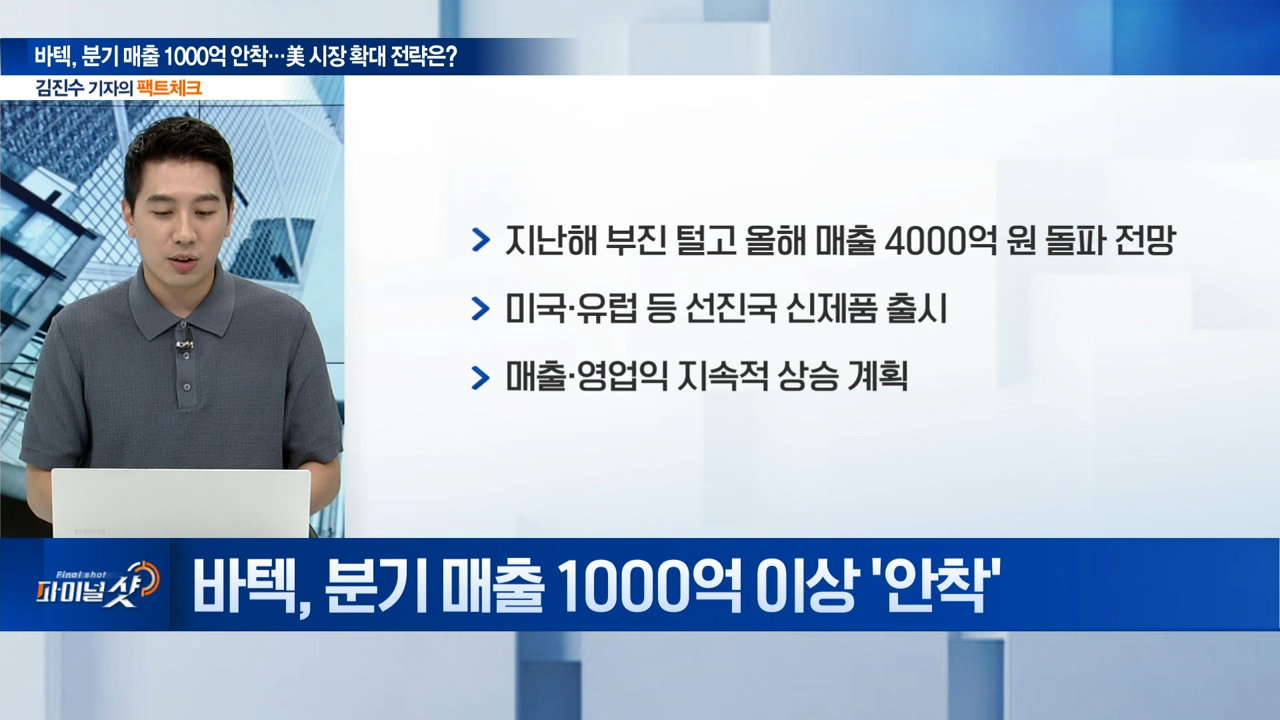 바텍, 분기 매출 1000억 안착…美 시장 확대 전략은?
김진수 기자의 팩트체크
지난해 부진 털고 올해 매출 4000억 원 돌파 전망
미국·유럽 등 선진국 신제품 출시
매출·영업익 지속적 상승 계획
Final shot
파이널샷
바텍, 분기 매출 1000억 이상 '안착'